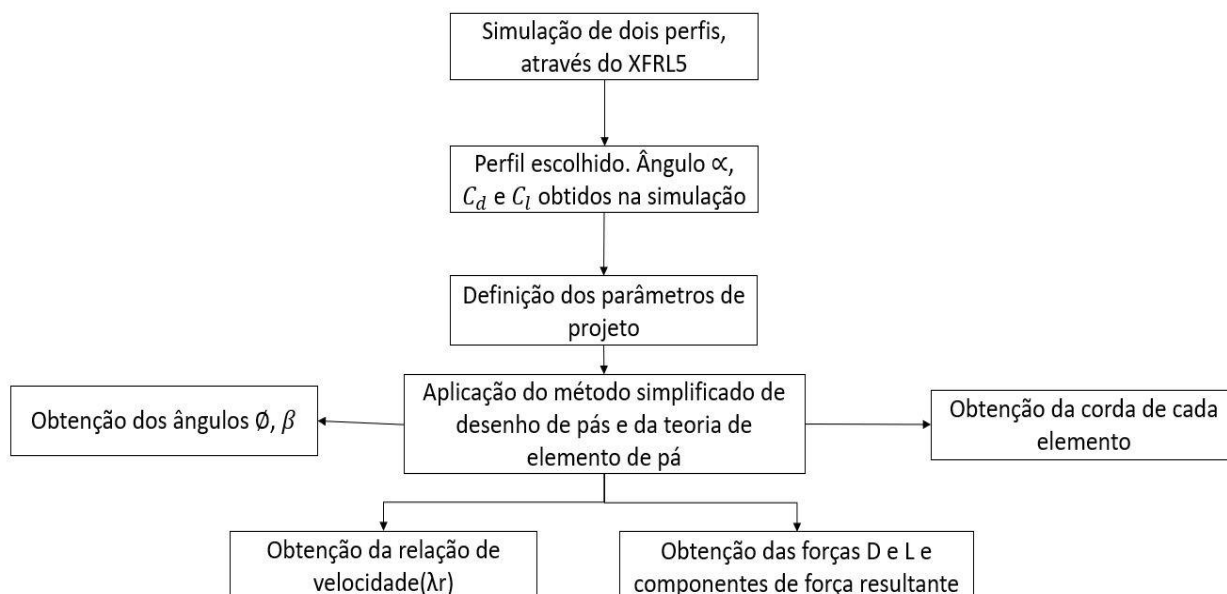 Simulação de dois perfis,
através do XFRL5
Perfil escolhido. Ângulo ∝,
C_d e C_l obtidos na simulação
Definição dos parâmetros de
projeto
Aplicação do método simplificado de
desenho de pás e da teoria de
elemento de pá
Obtenção dos ângulos Ø, β
Obtenção da corda de cada
elemento
Obtenção da relação de
velocidade(λr)
Obtenção das forças D e L e
componentes de força resultante